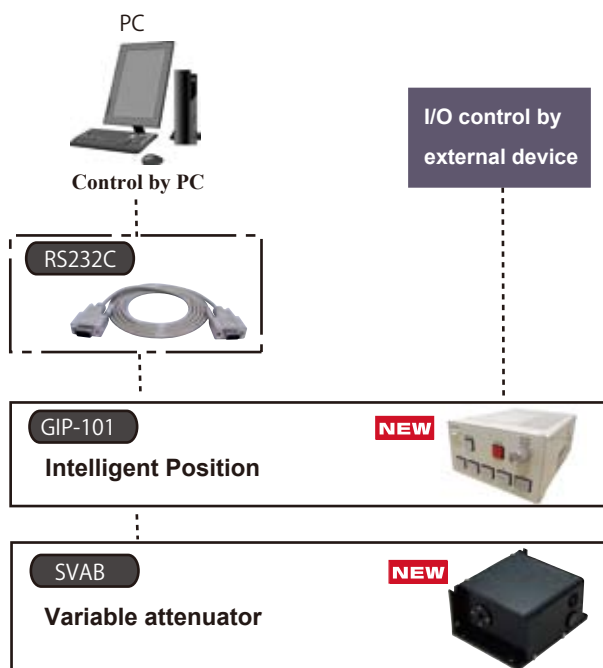 PC
I/O control by
external device
Control by PC
RS232C
GIP-101
NEW
Intelligent Position
SVAB
NEW
Variable attenuator